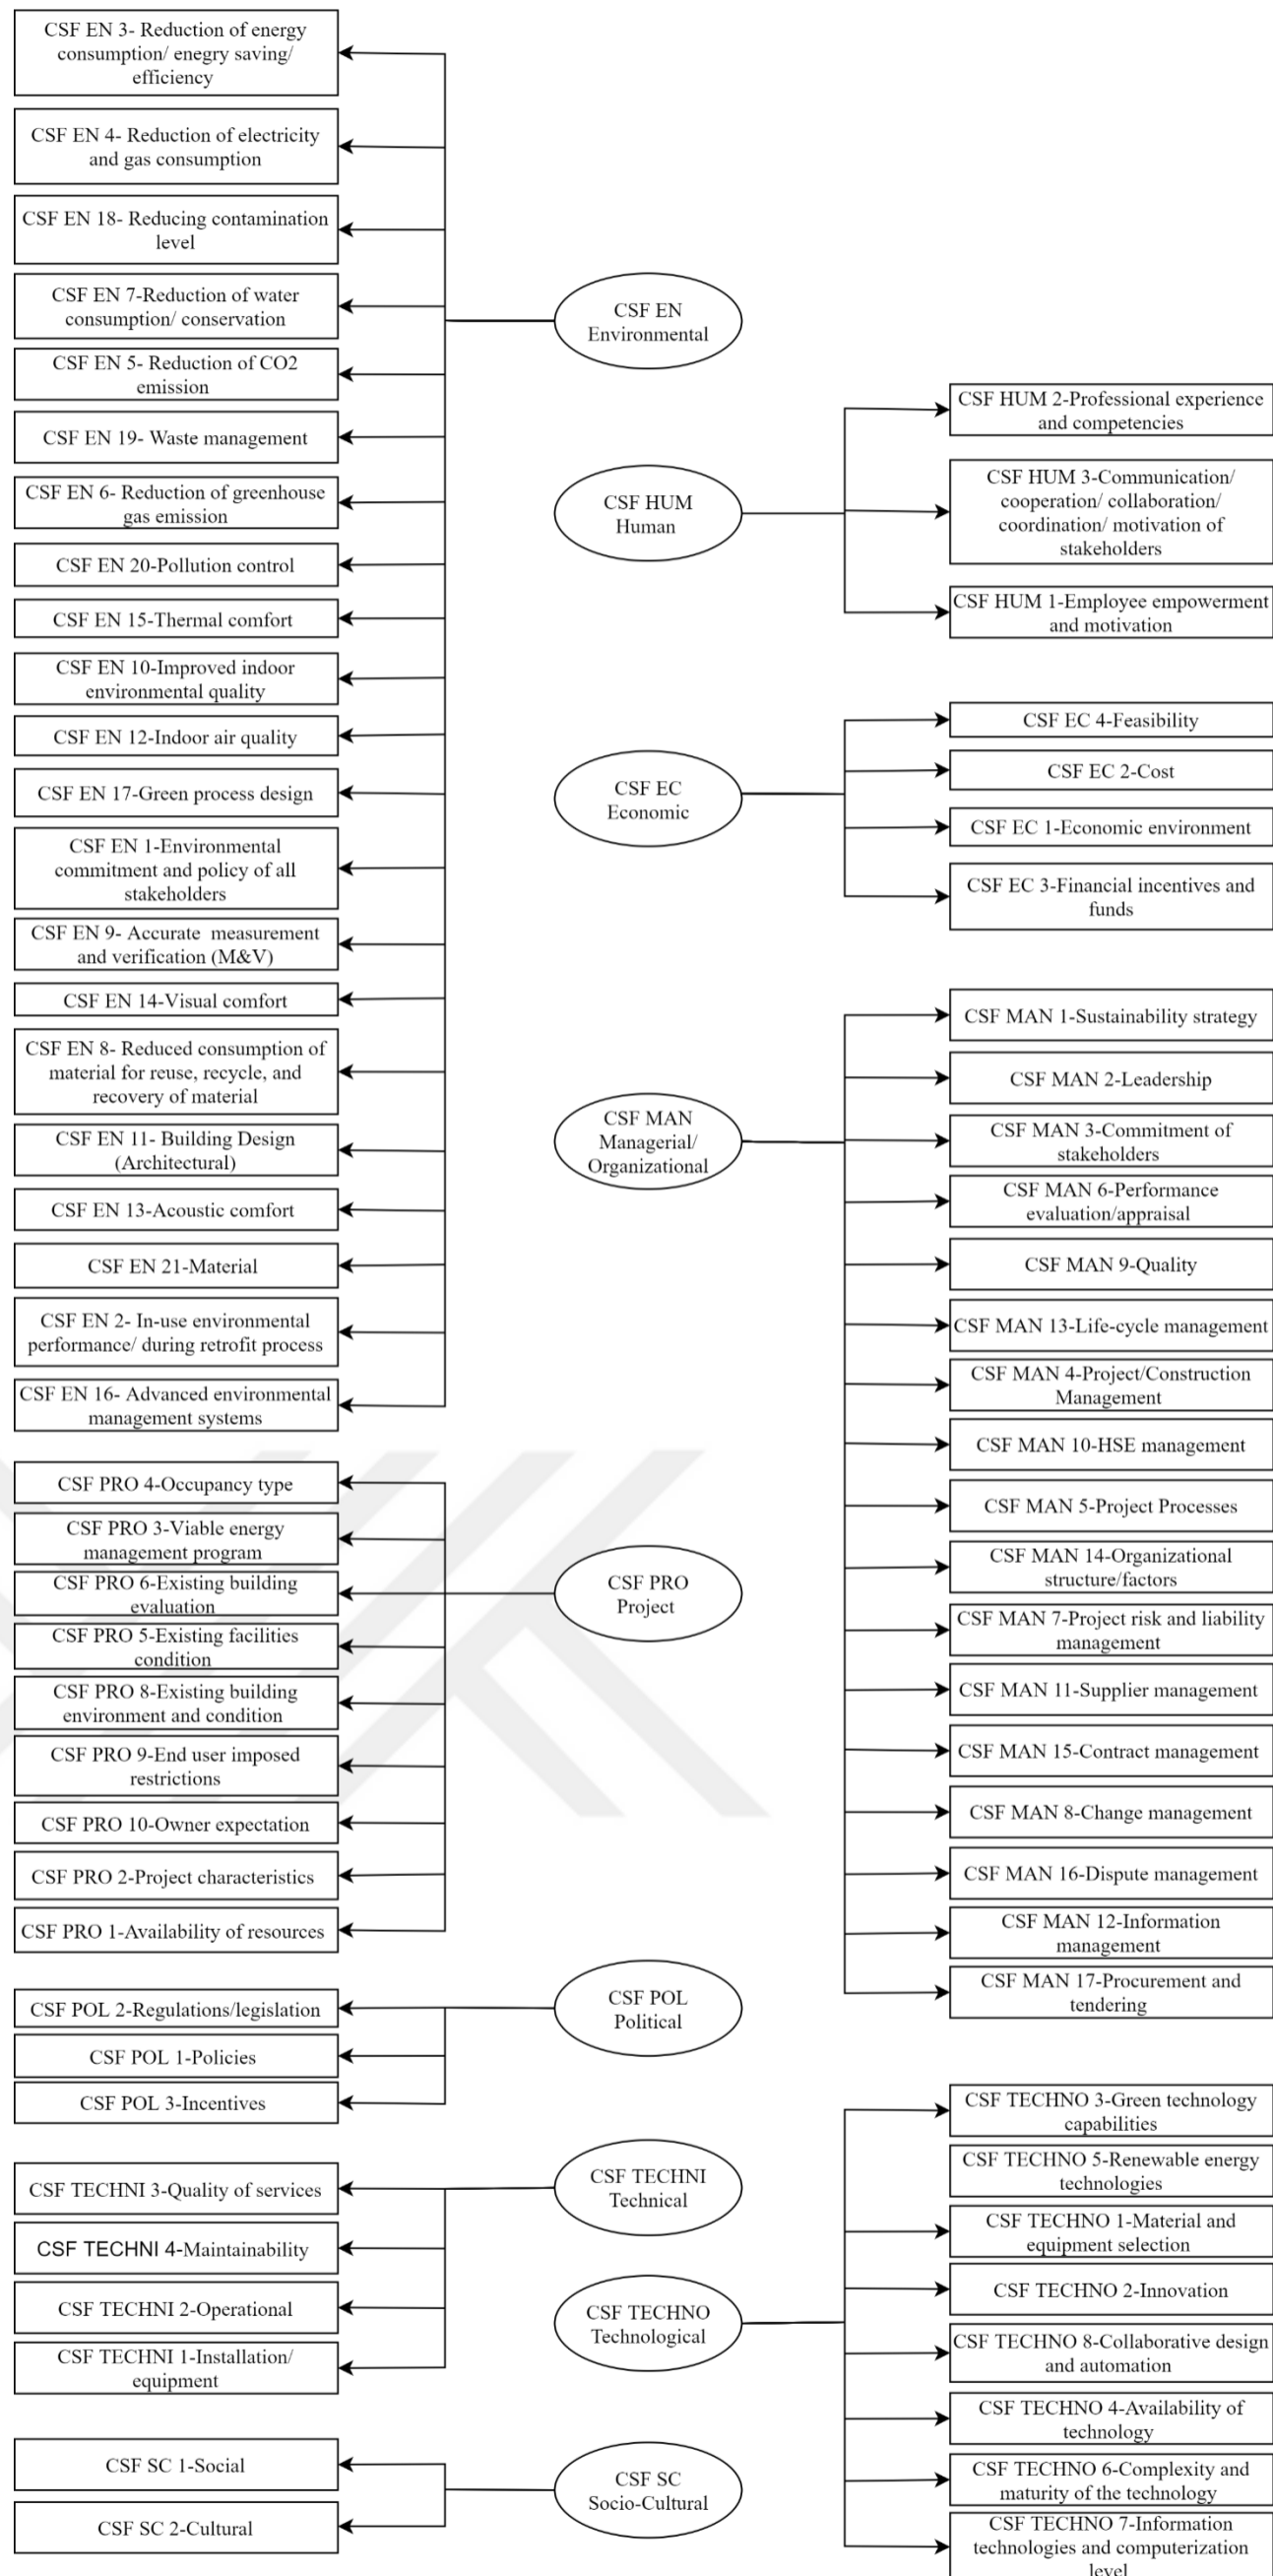 CSF EN 3- Reduction of energy
consumption/ enegry saving/
efficiency
CSF EN 4- Reduction of electricity
and gas consumption
CSF EN 18- Reducing contamination
level
CSF EN 7-Reduction of water
consumption/ conservation
CSF EN 5- Reduction of CO2
emission
CSF EN 19- Waste management
CSF EN 6- Reduction of greenhouse
gas emission
CSF EN 20-Pollution control
CSF EN 15-Thermal comfort
CSF EN 10-Improved indoor
environmental quality
CSF EN 12-Indoor air quality
CSF EN 17-Green process design
CSF EN 1-Environmental
commitment and policy of all
stakeholders
CSF EN 9- Accurate  measurement
and verification (M&V)
CSF EN 14-Visual comfort
CSF EN 8- Reduced consumption of
material for reuse, recycle, and
recovery of material
CSF EN 11- Building Design
(Architectural)
CSF EN 13-Acoustic comfort
CSF EN 21-Material
CSF EN 2- In-use environmental
performance/ during retrofit process
CSF EN 16- Advanced environmental
management systems
CSF PRO 4-Occupancy type
CSF PRO 3-Viable energy
management program
CSF PRO 6-Existing building
evaluation
CSF PRO 5-Existing facilities
condition
CSF PRO 8-Existing building
environment and condition
CSF PRO 9-End user imposed
restrictions
CSF PRO 10-Owner expectation
CSF PRO 2-Project characteristics
CSF PRO 1-Availability of resources
CSF POL 2-Regulations/legislation
CSF POL 1-Policies
CSF POL 3-Incentives
CSF TECHNI 3-Quality of services
CSF TECHNI 4-Maintainability
CSF TECHNI 2-Operational
CSF TECHNI 1-Installation/
equipment
CSF SC 1-Social
CSF SC 2-Cultural
CSF EN
Environmental
CSF HUM
Human
CSF EC
Economic
CSF MAN
Managerial/
Organizational
CSF PRO
Project
CSF POL
Political
CSF TECHNI
Technical
CSF TECHNO
Technological
CSF SC
Socio-Cultural
CSF HUM 2-Professional experience
and competencies
CSF HUM 3-Communication/
cooperation/ collaboration/
coordination/ motivation of
stakeholders
CSF HUM 1-Employee empowerment
and motivation
CSF EC 4-Feasibility
CSF EC 2-Cost
CSF EC 1-Economic environment
CSF EC 3-Financial incentives and
funds
CSF MAN 1-Sustainability strategy
CSF MAN 2-Leadership
CSF MAN 3-Commitment of
stakeholders
CSF MAN 6-Performance
evaluation/appraisal
CSF MAN 9-Quality
CSF MAN 13-Life-cycle management
CSF MAN 4-Project/Construction
Management
CSF MAN 10-HSE management
CSF MAN 5-Project Processes
CSF MAN 14-Organizational
structure/factors
CSF MAN 7-Project risk and liability
management
CSF MAN 11-Supplier management
CSF MAN 15-Contract management
CSF MAN 8-Change management
CSF MAN 16-Dispute management
CSF MAN 12-Information
management
CSF MAN 17-Procurement and
tendering
CSF TECHNO 3-Green technology
capabilities
CSF TECHNO 5-Renewable energy
technologies
CSF TECHNO 1-Material and
equipment selection
CSF TECHNO 2-Innovation
CSF TECHNO 8-Collaborative design
and automation
CSF TECHNO 4-Availability of
technology
CSF TECHNO 6-Complexity and
maturity of the technology
CSF TECHNO 7-Information
technologies and computerization
level